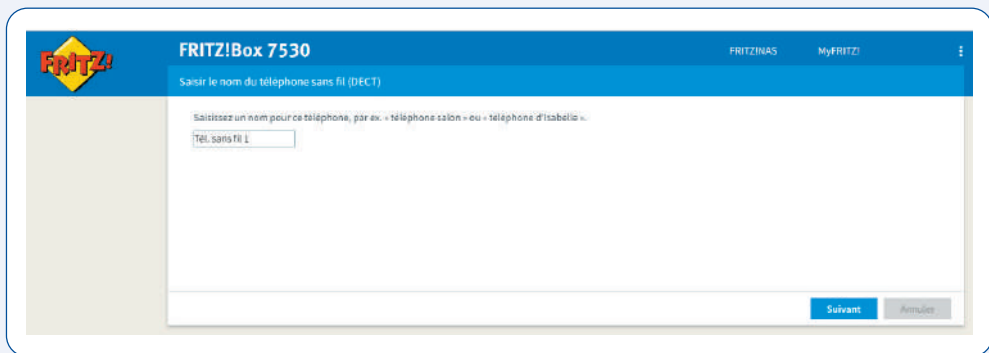 FRITZ!
FRITZ!Box 7530
FRITZ!NAS MyFRITZ!
Saisir le nom du téléphone sans fil (DECT)
Saisissez un nom pour ce téléphone, par ex. « téléphone salon » ou « téléphone d'Isabelle ».
Tél. sans fil 1
Suivant Annuler